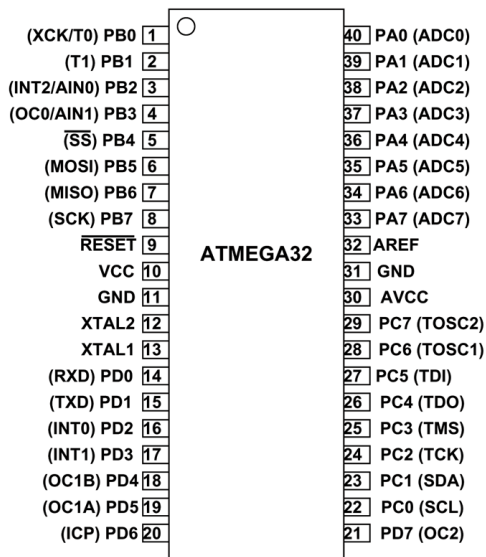 (XCK/T0) PB0 1
(T1) PB1 2
(INT2/AIN0) PB2 3
(OC0/AIN1) PB3 4
(SS) PB4 5
(MOSI) PB5 6
(MISO) PB6 7
(SCK) PB7 8
RESET 9
VCC 10
GND 11
XTAL2 12
XTAL1 13
(RXD) PD0 14
(TXD) PD1 15
(INT0) PD2 16
(INT1) PD3 17
(OC1B) PD4 18
(OC1A) PD5 19
(ICP) PD6 20
ATMEGA32
40 PA0 (ADC0)
39 PA1 (ADC1)
38 PA2 (ADC2)
37 PA3 (ADC3)
36 PA4 (ADC4)
35 PA5 (ADC5)
34 PA6 (ADC6)
33 PA7 (ADC7)
32 AREF
31 GND
30 AVCC
29 PC7 (TOSC2)
28 PC6 (TOSC1)
27 PC5 (TDI)
26 PC4 (TDO)
25 PC3 (TMS)
24 PC2 (TCK)
23 PC1 (SDA)
22 PC0 (SCL)
21 PD7 (OC2)